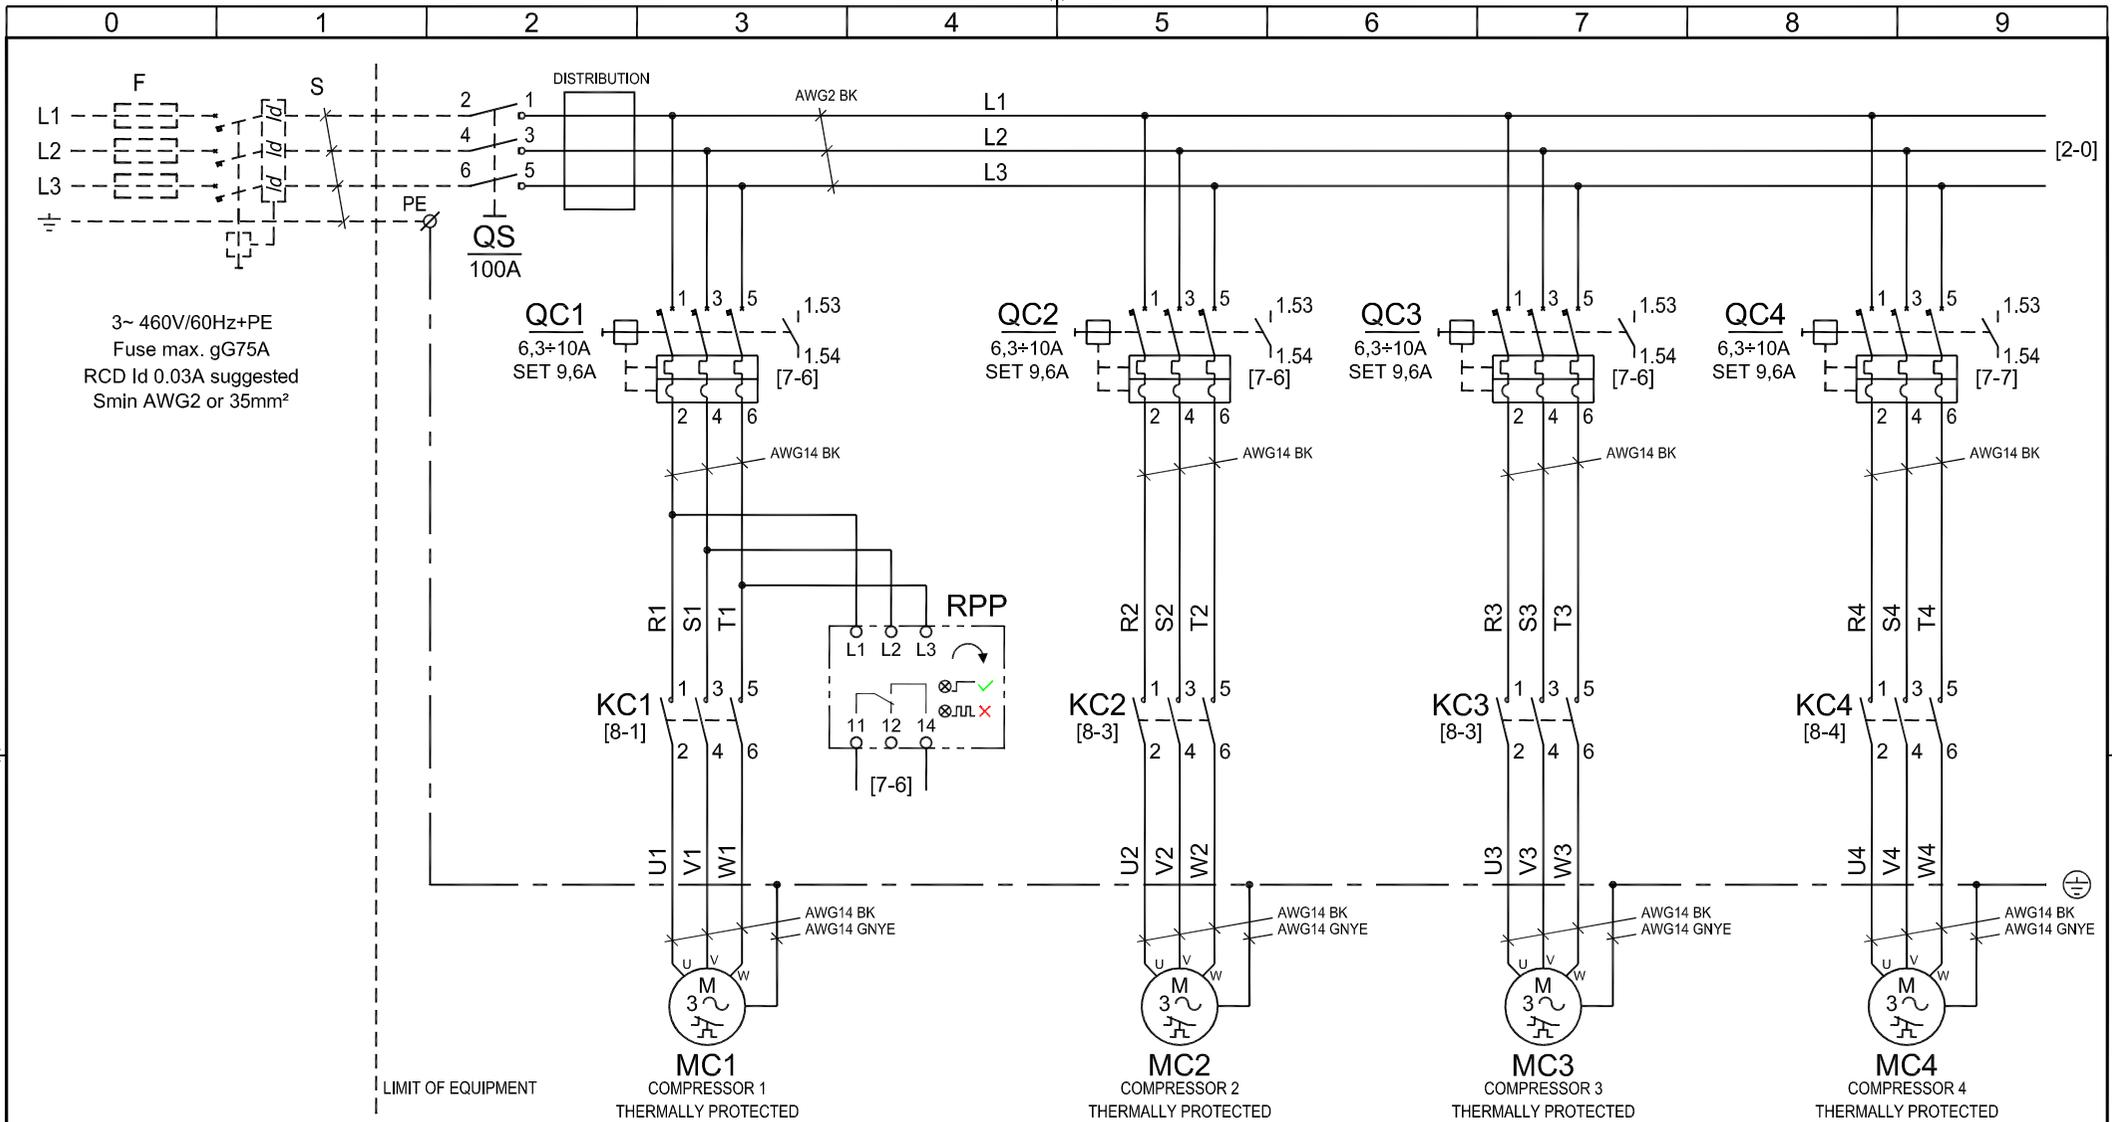 0 1 2 3 4 5 6 7 8 9
F S DISTRIBUTION
AWG2 BK
L1 Id 2 1 L1
L2 Id 4 3 L2 [2-0]
L3 Id 6 5 L3
PE
QS
100A
3~ 460V/60Hz+PE
Fuse max. gG75A
RCD Id 0.03A suggested
Smin AWG2 or 35mm²
QC1 1 3 5 1.53
6,3÷10A
SET 9,6A 1.54
[7-6]
2 4 6
QC2 1 3 5 1.53
6,3÷10A
SET 9,6A 1.54
[7-6]
2 4 6
QC3 1 3 5 1.53
6,3÷10A
SET 9,6A 1.54
[7-6]
2 4 6
QC4 1 3 5 1.53
6,3÷10A
SET 9,6A 1.54
[7-7]
2 4 6
AWG14 BK AWG14 BK AWG14 BK AWG14 BK
R1 S1 T1 R2 S2 T2 R3 S3 T3 R4 S4 T4
RPP
L1 L2 L3
11 12 14
[7-6]
KC1 1 3 5
[8-1] 2 4 6
KC2 1 3 5
[8-3] 2 4 6
KC3 1 3 5
[8-3] 2 4 6
KC4 1 3 5
[8-4] 2 4 6
U1 V1 W1 U2 V2 W2 U3 V3 W3 U4 V4 W4
AWG14 BK AWG14 BK AWG14 BK AWG14 BK
AWG14 GNYE AWG14 GNYE AWG14 GNYE AWG14 GNYE
U V W U V W U V W U V W
M M M M
3 3 3 3
MC1 MC2 MC3 MC4
LIMIT OF EQUIPMENT COMPRESSOR 1 COMPRESSOR 2 COMPRESSOR 3 COMPRESSOR 4
THERMALLY PROTECTED THERMALLY PROTECTED THERMALLY PROTECTED THERMALLY PROTECTED